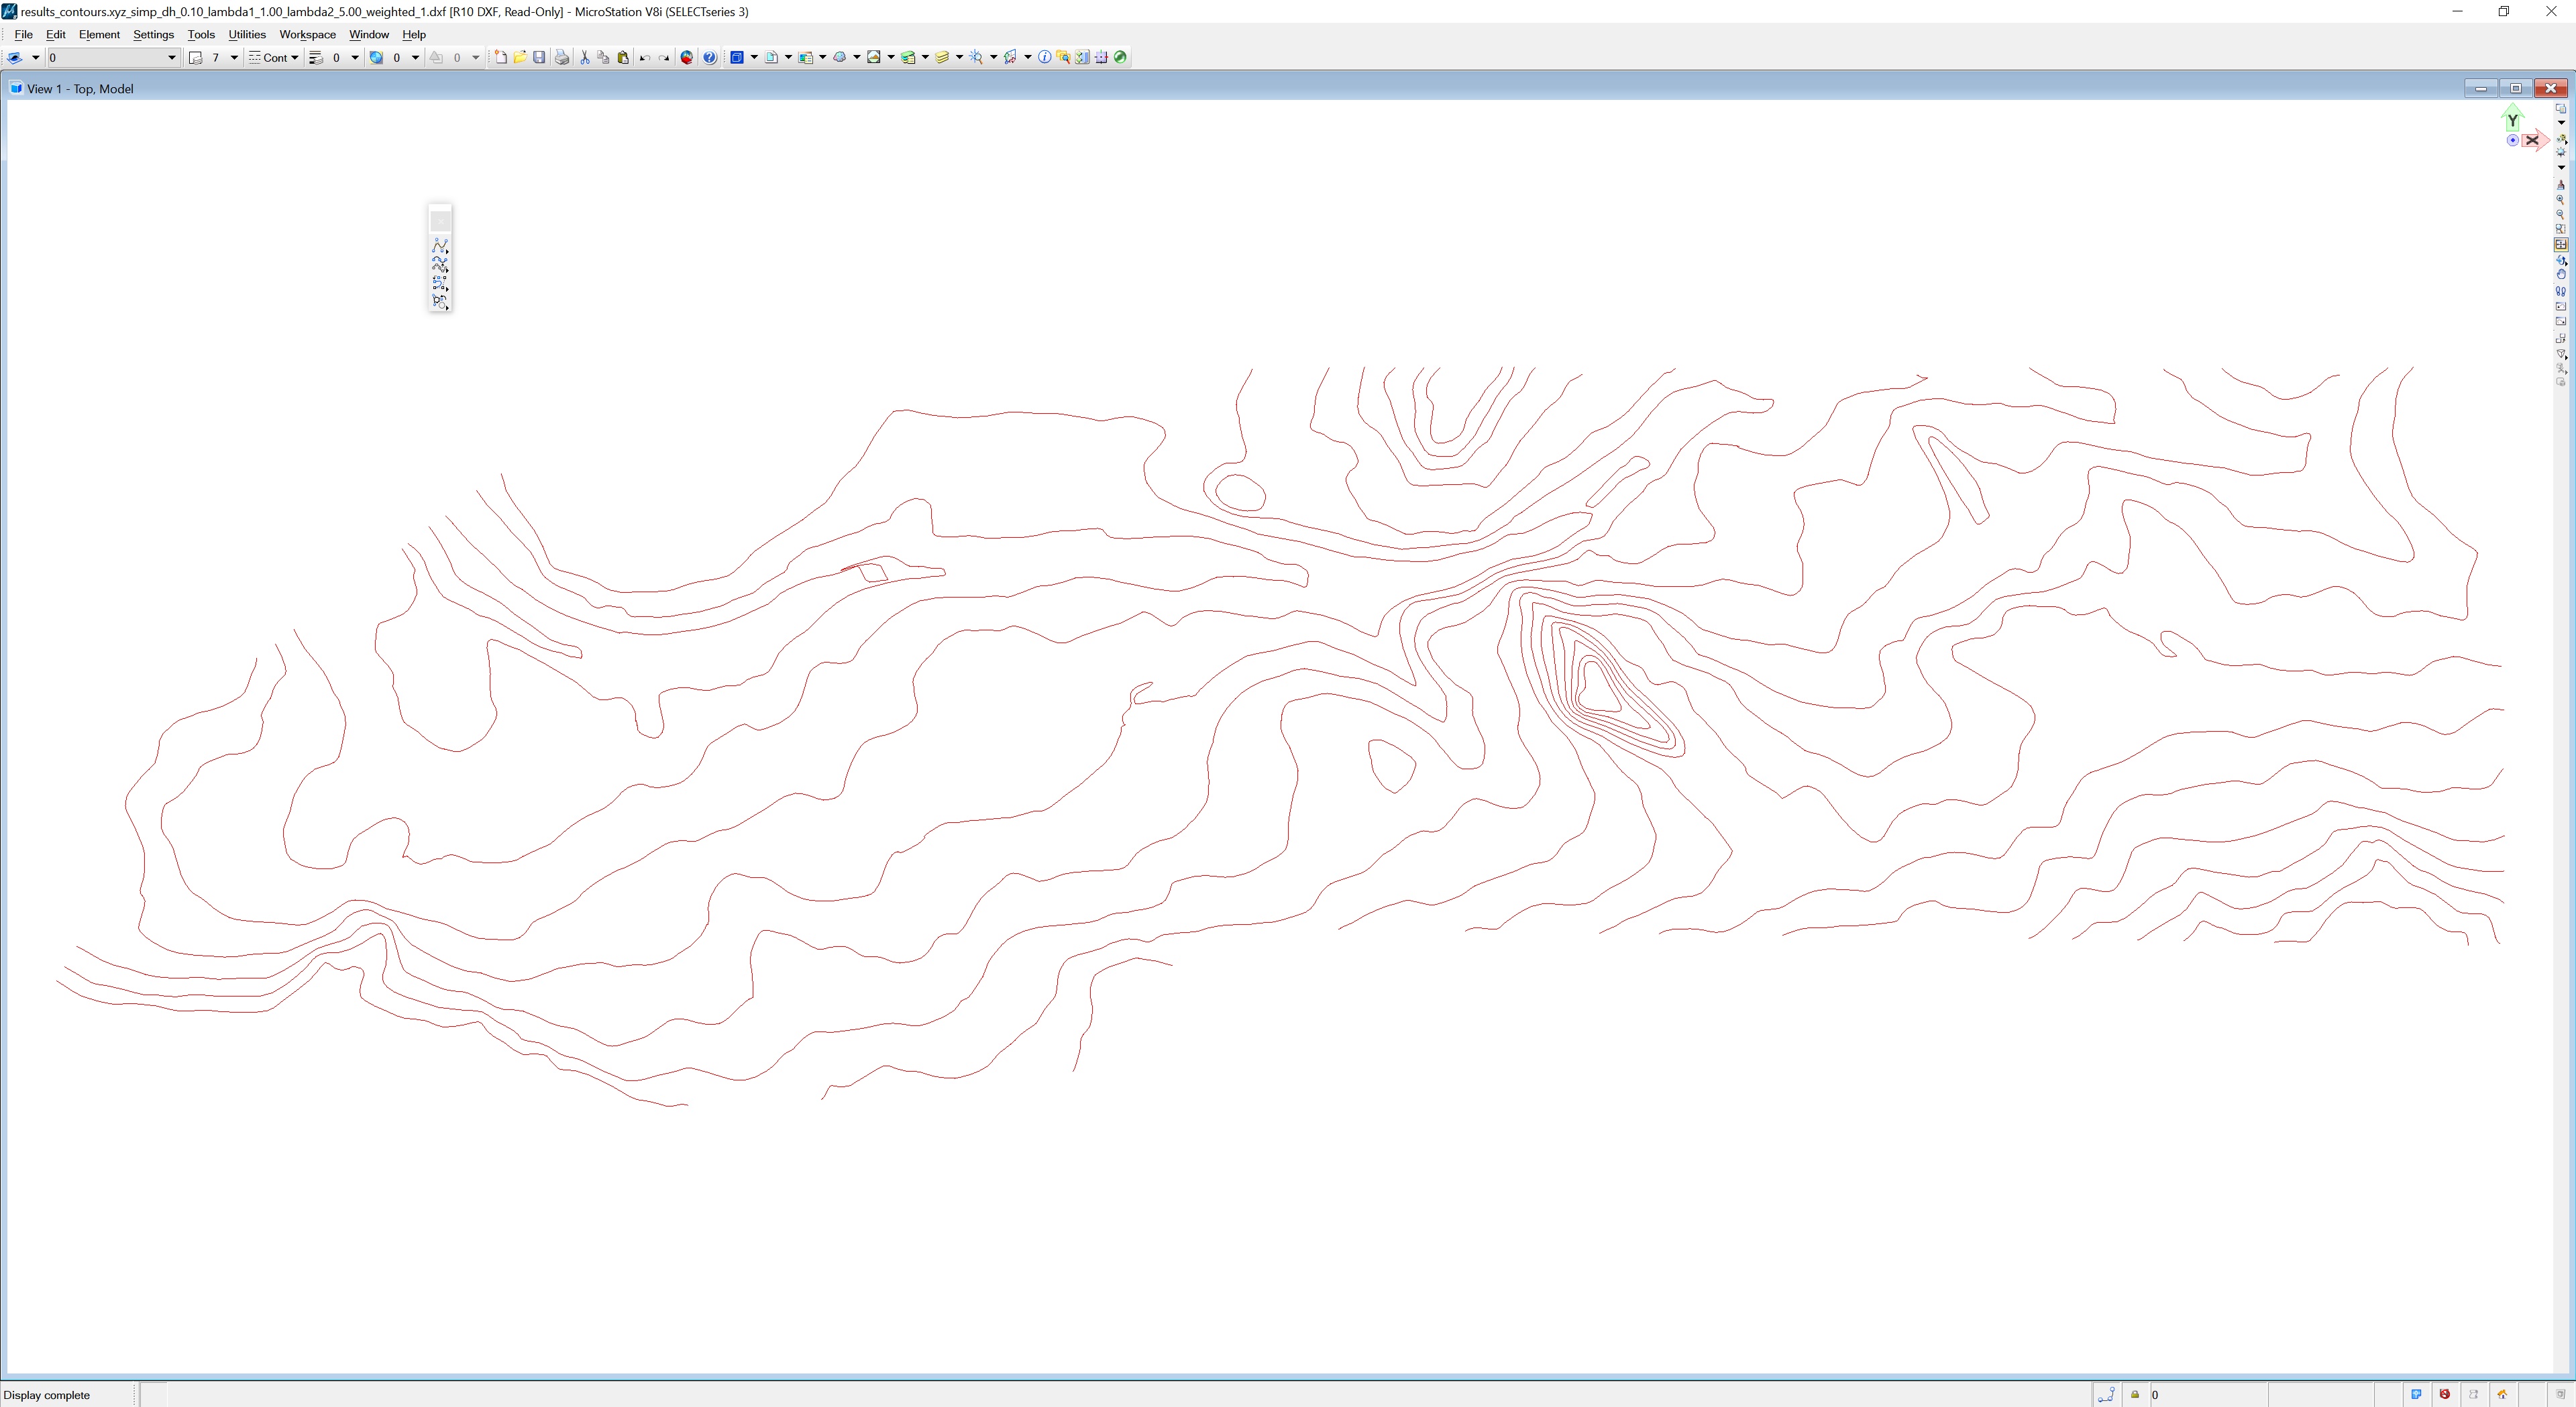 results_contours.xyz_simp_dh_0.10_lambda1_1.00_lambda2_5.00_weighted_1.dxf [R10 DXF, Read-Only] - MicroStation V8i (SELECTseries 3)
File Edit Element Settings Tools Utilities Workspace Window Help
0 7 Cont 0 0 0
View 1 - Top, Model
Y
X
Display complete 0